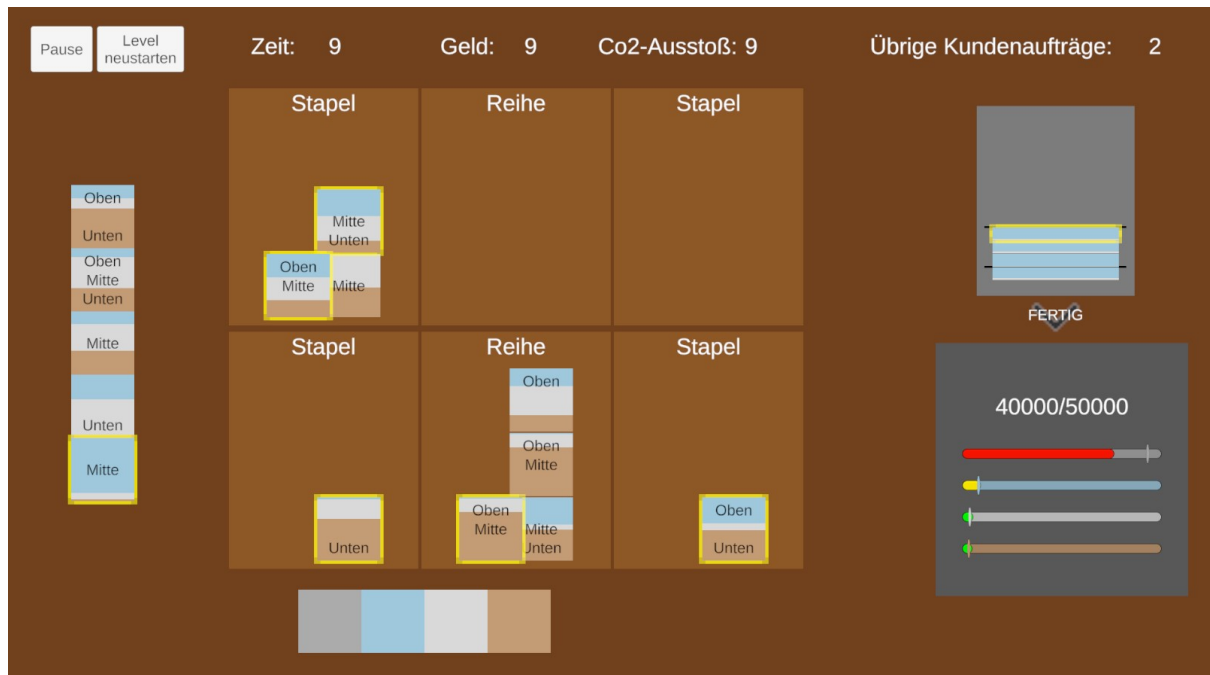 Pause
Level
neustarten
Zeit: 9
Geld: 9
Co2-Ausstoß: 9
Übrige Kundenaufträge: 2
Oben
Unten
Oben
Mitte
Unten
Mitte
Unten
Mitte
Stapel
Mitte
Unten
Oben
Mitte
Mitte
Reihe
Stapel
Stapel
Unten
Reihe
Oben
Oben
Mitte
Oben
Mitte
Mitte
Unten
Stapel
Oben
Unten
FERTIG
40000/50000